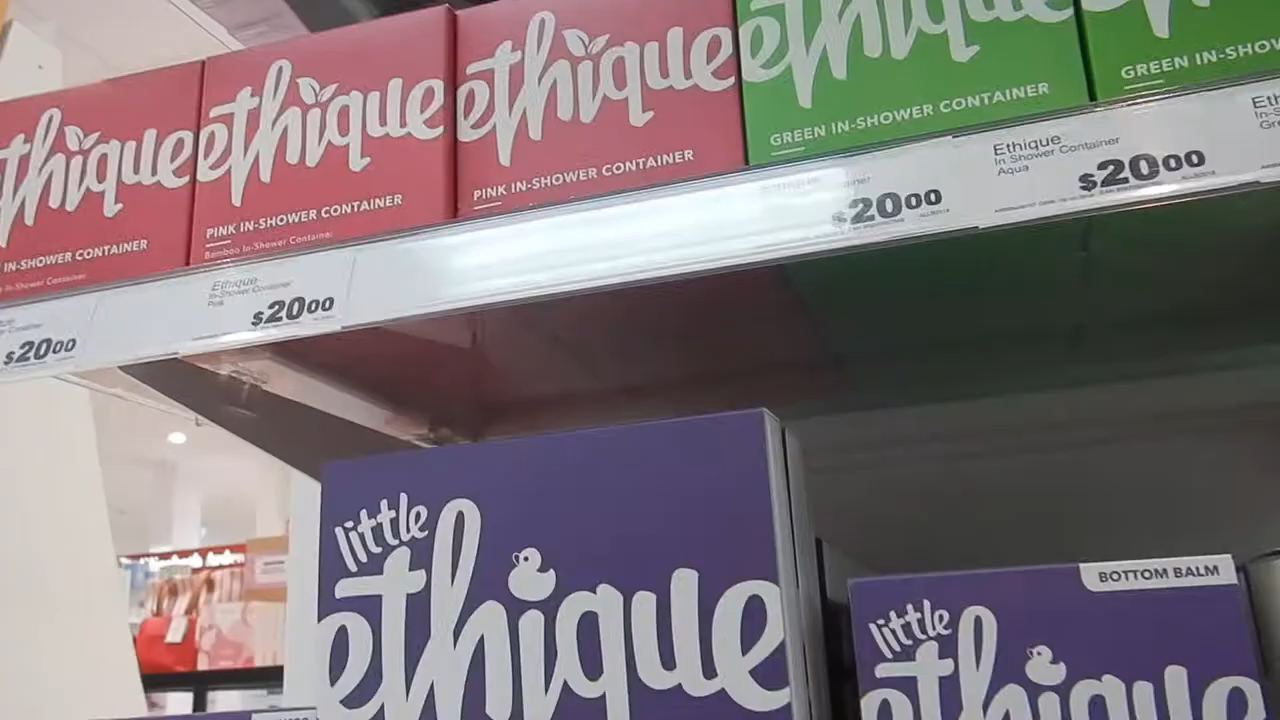 ethique
IN-SHOWER CONTAINER
ethique
PINK IN-SHOWER CONTAINER
Bamboo In-Shower Container
ethique
PINK IN-SHOWER CONTAINER
ethique
GREEN IN-SHOWER CONTAINER
GREEN IN-SHOW
$20.00
Ethique
In-Shower Container
Pink
$20.00
$20.00
Ethique
In Shower Container
Aqua
$20.00
little
ethique
BOTTOM BALM
little
ethique